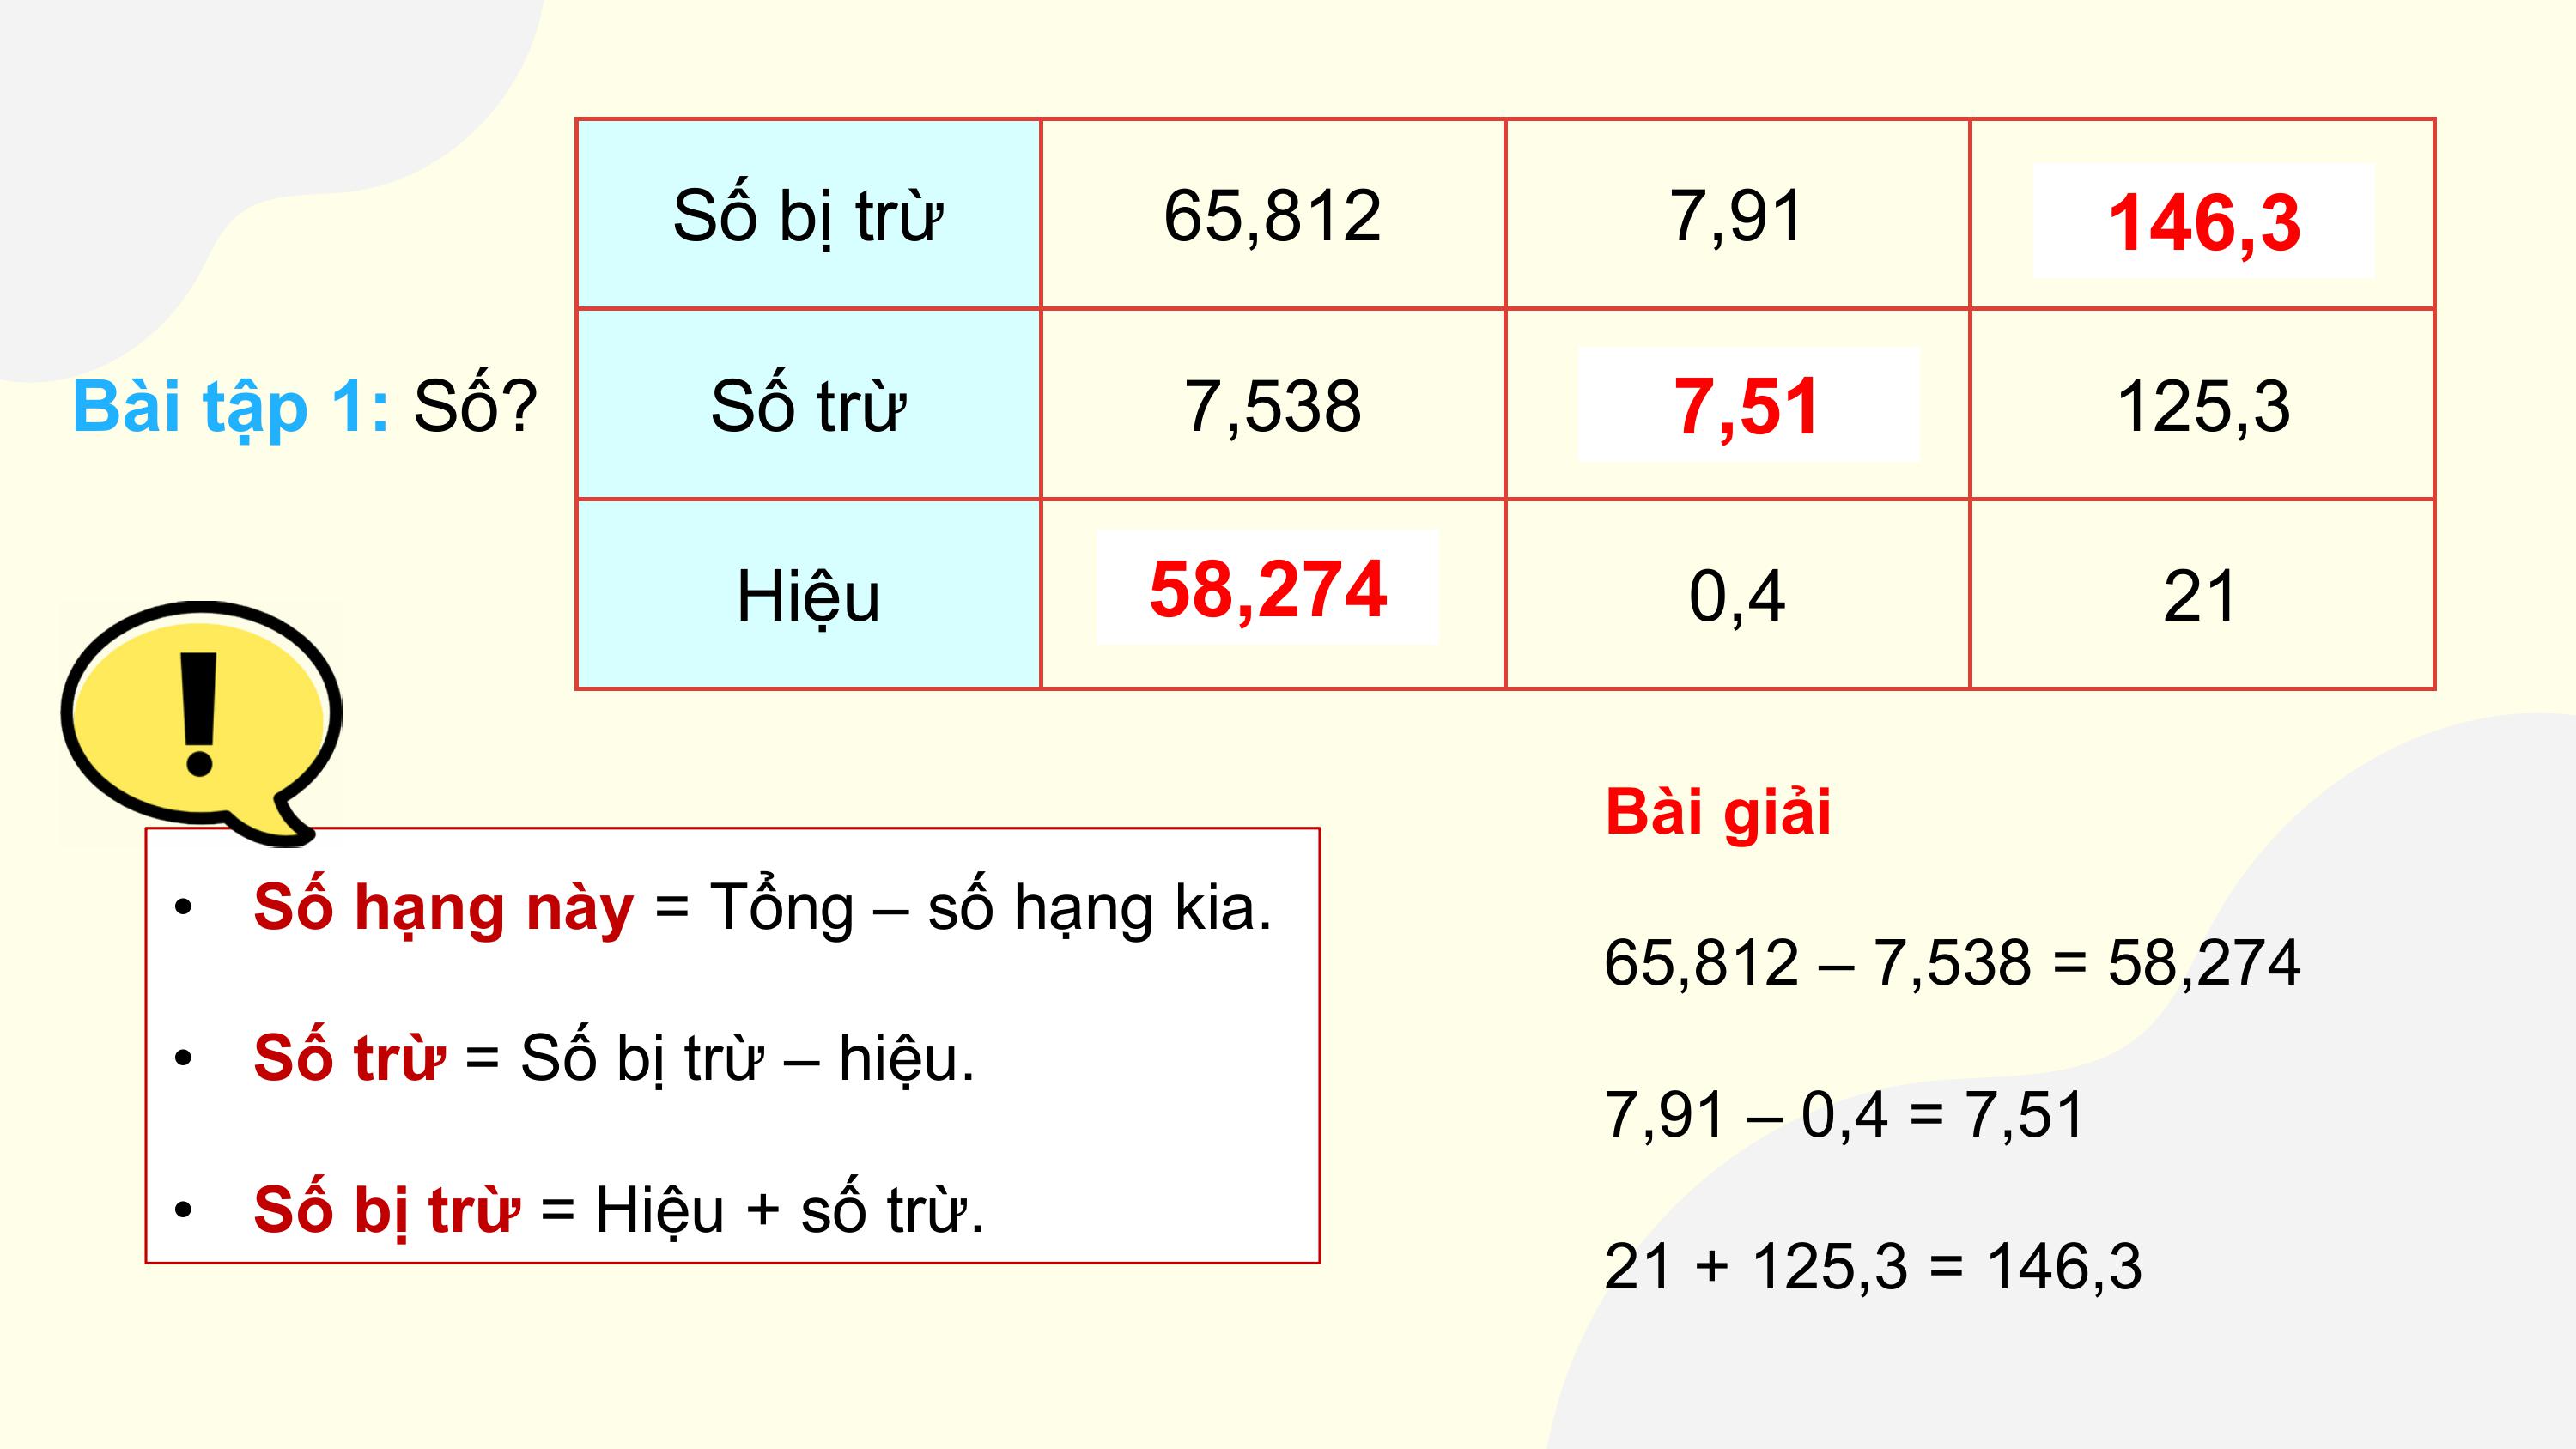 Số bị trừ 65,812 7,91 146,3
Bài tập 1: Số? Số trừ 7,538 7,51 125,3
Hiệu 58,274 0,4 21
!
• Số hạng này = Tổng – số hạng kia.
• Số trừ = Số bị trừ – hiệu.
• Số bị trừ = Hiệu + số trừ.
Bài giải
65,812 – 7,538 = 58,274
7,91 – 0,4 = 7,51
21 + 125,3 = 146,3